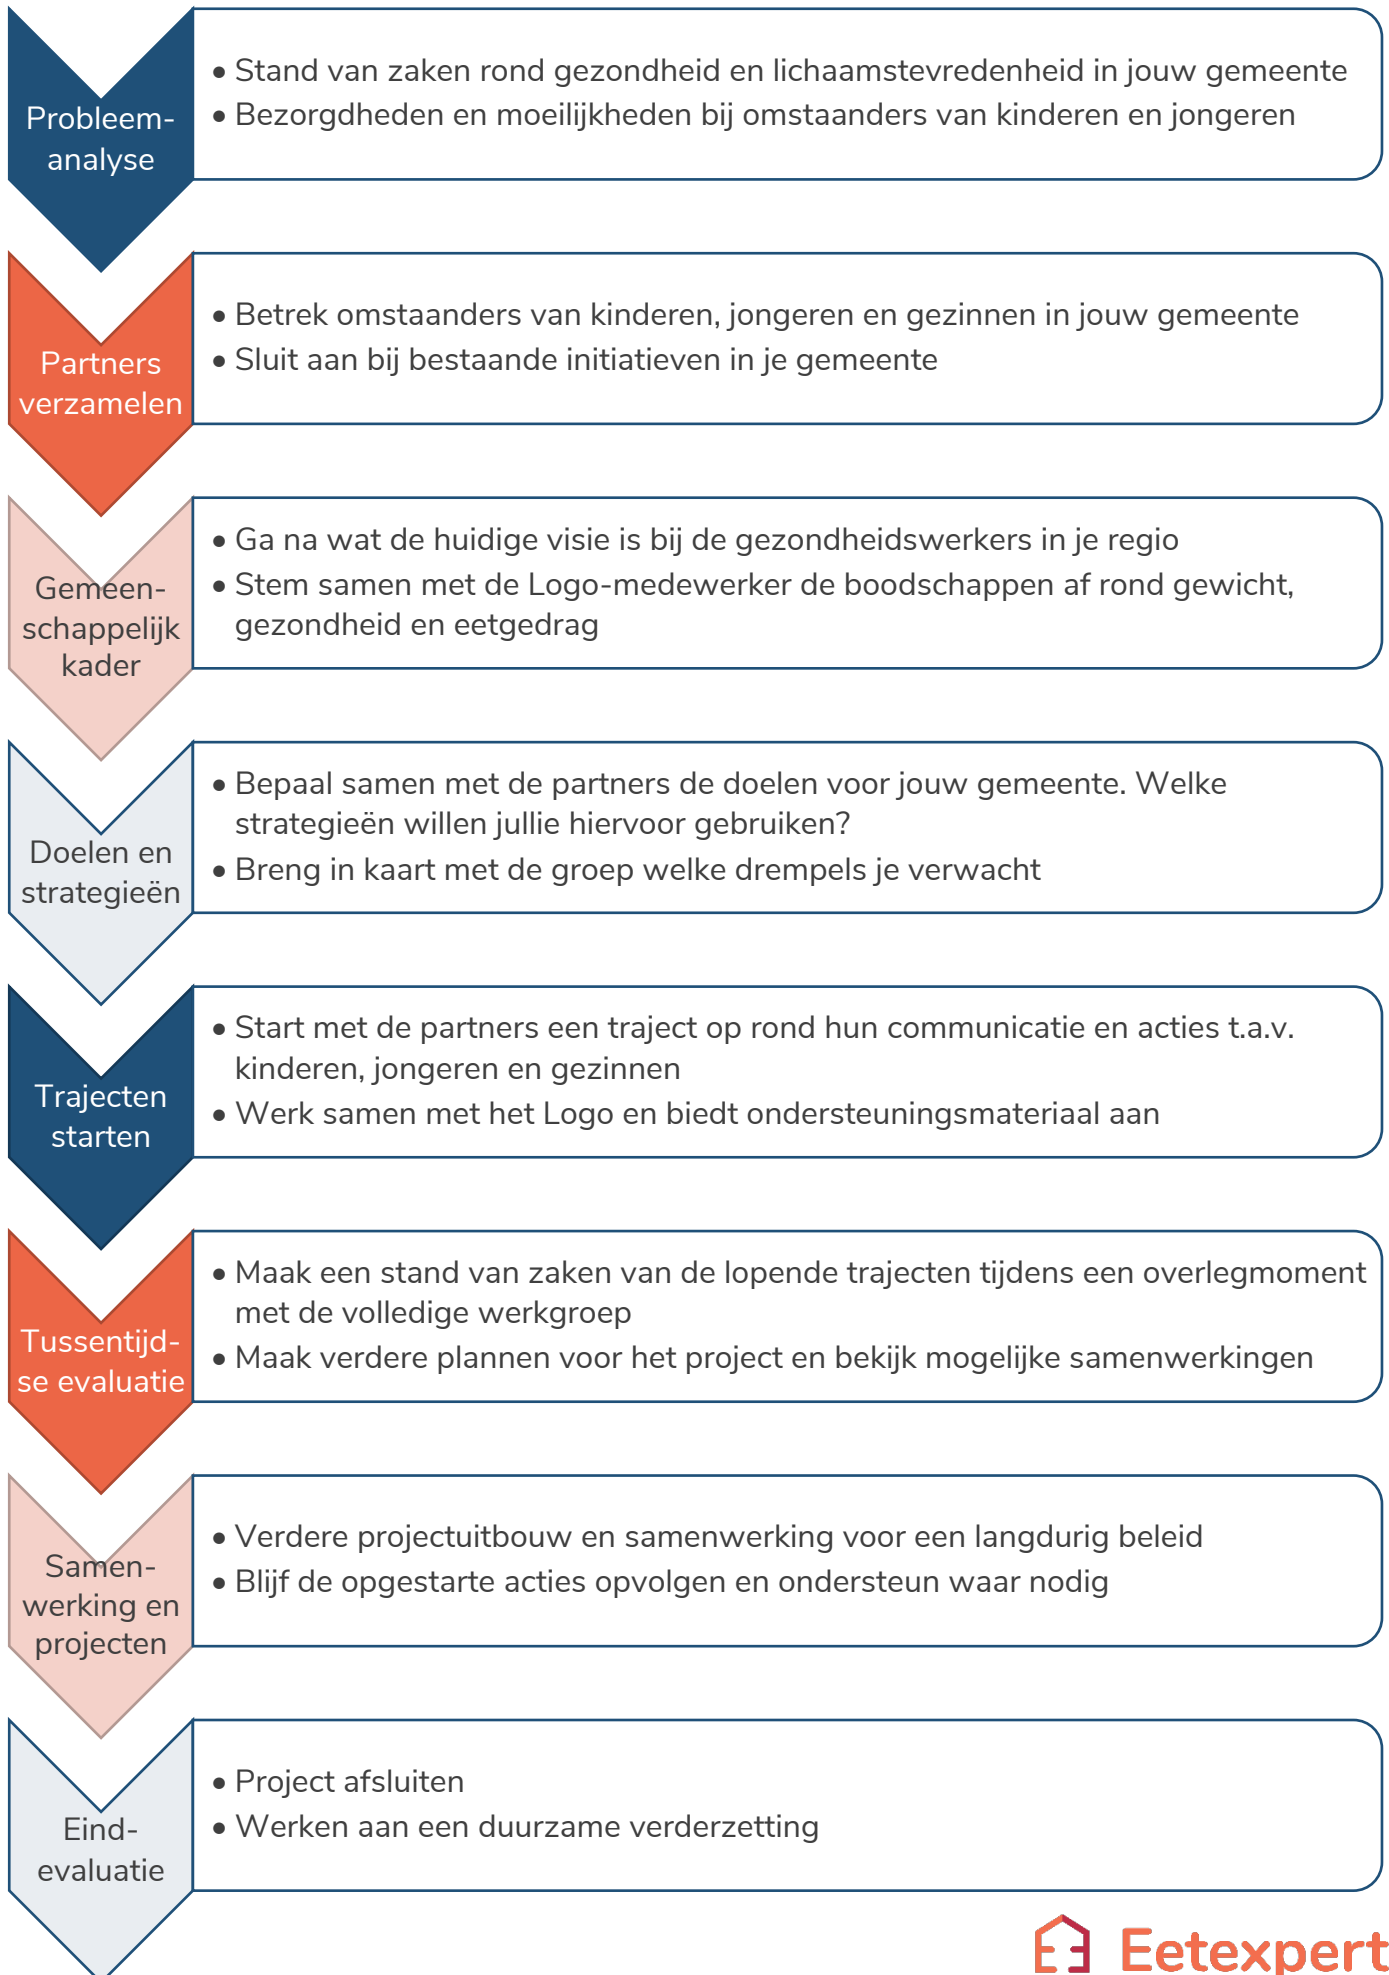 Probleem-
analyse
• Stand van zaken rond gezondheid en lichaamstevredenheid in jouw gemeente
• Bezorgdheden en moeilijkheden bij omstaanders van kinderen en jongeren
Partners
verzamelen
• Betrek omstaanders van kinderen, jongeren en gezinnen in jouw gemeente
• Sluit aan bij bestaande initiatieven in je gemeente
Gemeen-
schappelijk
kader
• Ga na wat de huidige visie is bij de gezondheidswerkers in je regio
• Stem samen met de Logo-medewerker de boodschappen af rond gewicht,
gezondheid en eetgedrag
Doelen en
strategieën
• Bepaal samen met de partners de doelen voor jouw gemeente. Welke
strategieën willen jullie hiervoor gebruiken?
• Breng in kaart met de groep welke drempels je verwacht
Trajecten
starten
• Start met de partners een traject op rond hun communicatie en acties t.a.v.
kinderen, jongeren en gezinnen
• Werk samen met het Logo en biedt ondersteuningsmateriaal aan
Tussentijd-
se evaluatie
• Maak een stand van zaken van de lopende trajecten tijdens een overlegmoment
met de volledige werkgroep
• Maak verdere plannen voor het project en bekijk mogelijke samenwerkingen
Samen-
werking en
projecten
• Verdere projectuitbouw en samenwerking voor een langdurig beleid
• Blijf de opgestarte acties opvolgen en ondersteun waar nodig
Eind-
evaluatie
• Project afsluiten
• Werken aan een duurzame verderzetting
Eetexpert